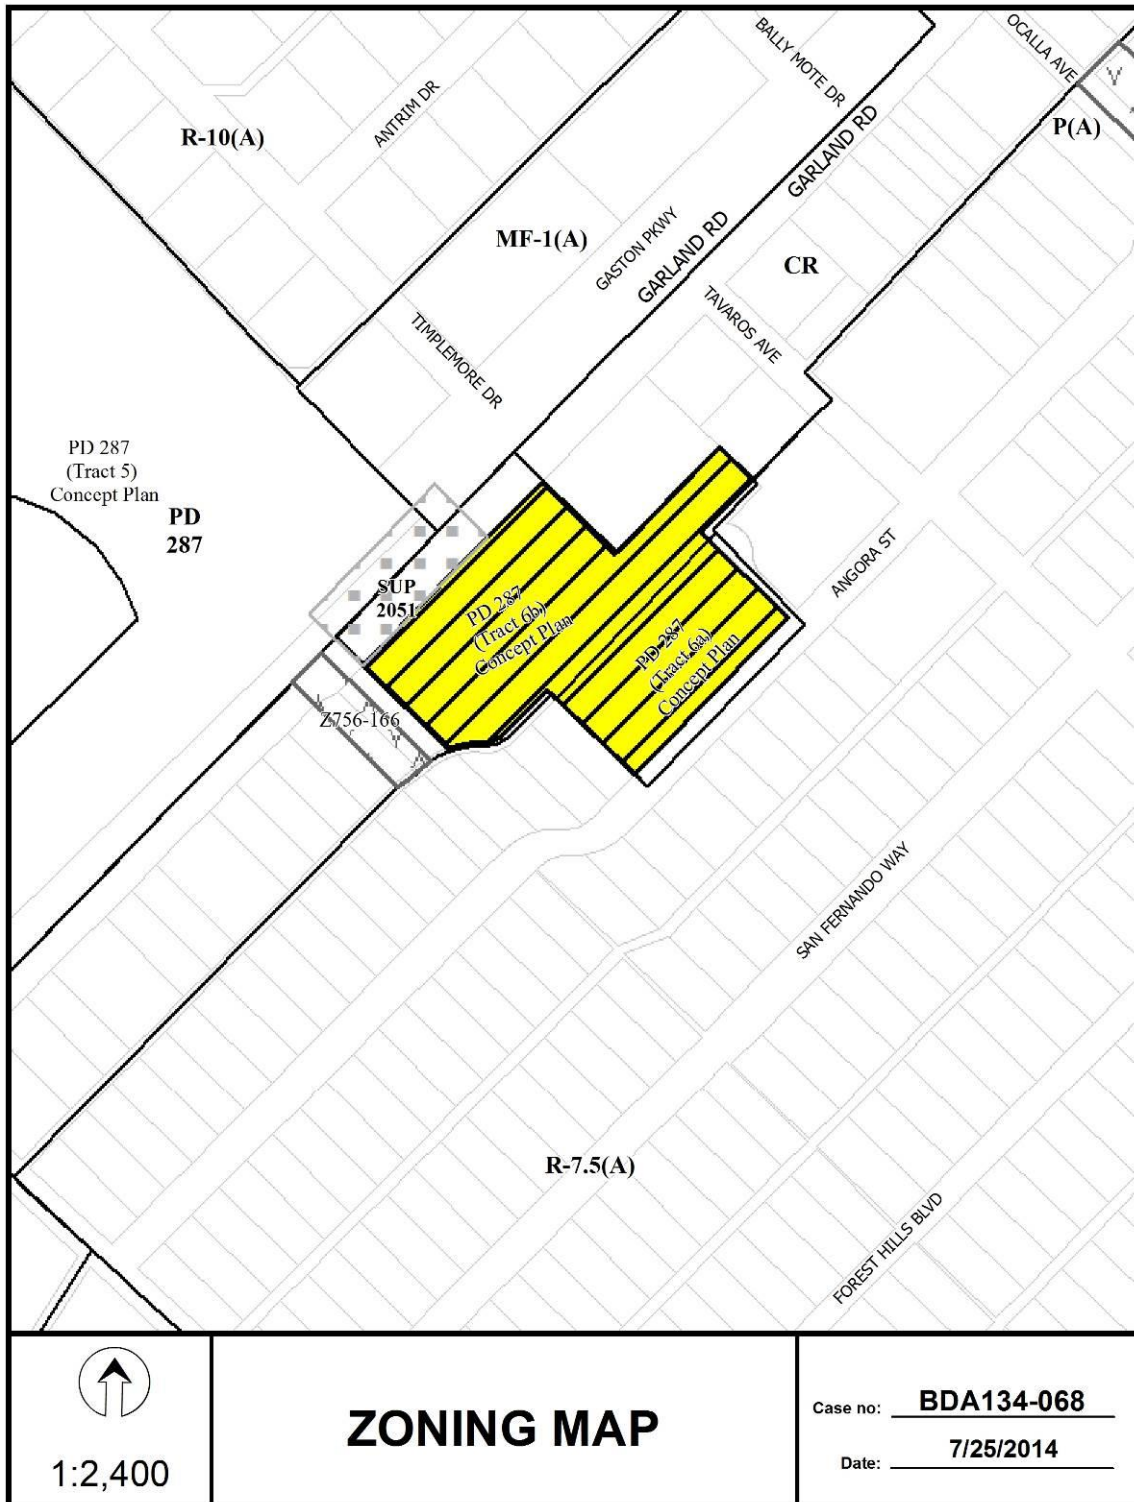 OCALLA AVE
BALLY MOTE DR
ANTRIM DR
R-10(A)
P(A)
GARLAND RD
MF-1(A)
GASTON PKWY
GARLAND RD
CR
TAVAROS AVE
TIMPLEMORE DR
PD 287
(Tract 5)
Concept Plan
PD
287
ANGORA ST
SUP
2051
PD 287
(Tract 6b)
Concept Plan
PD 287
(Tract 6a)
Concept Plan
Z756-166
SAN FERNANDO WAY
R-7.5(A)
FOREST HILLS BLVD
1:2,400
ZONING MAP
Case no: BDA134-068
Date: 7/25/2014